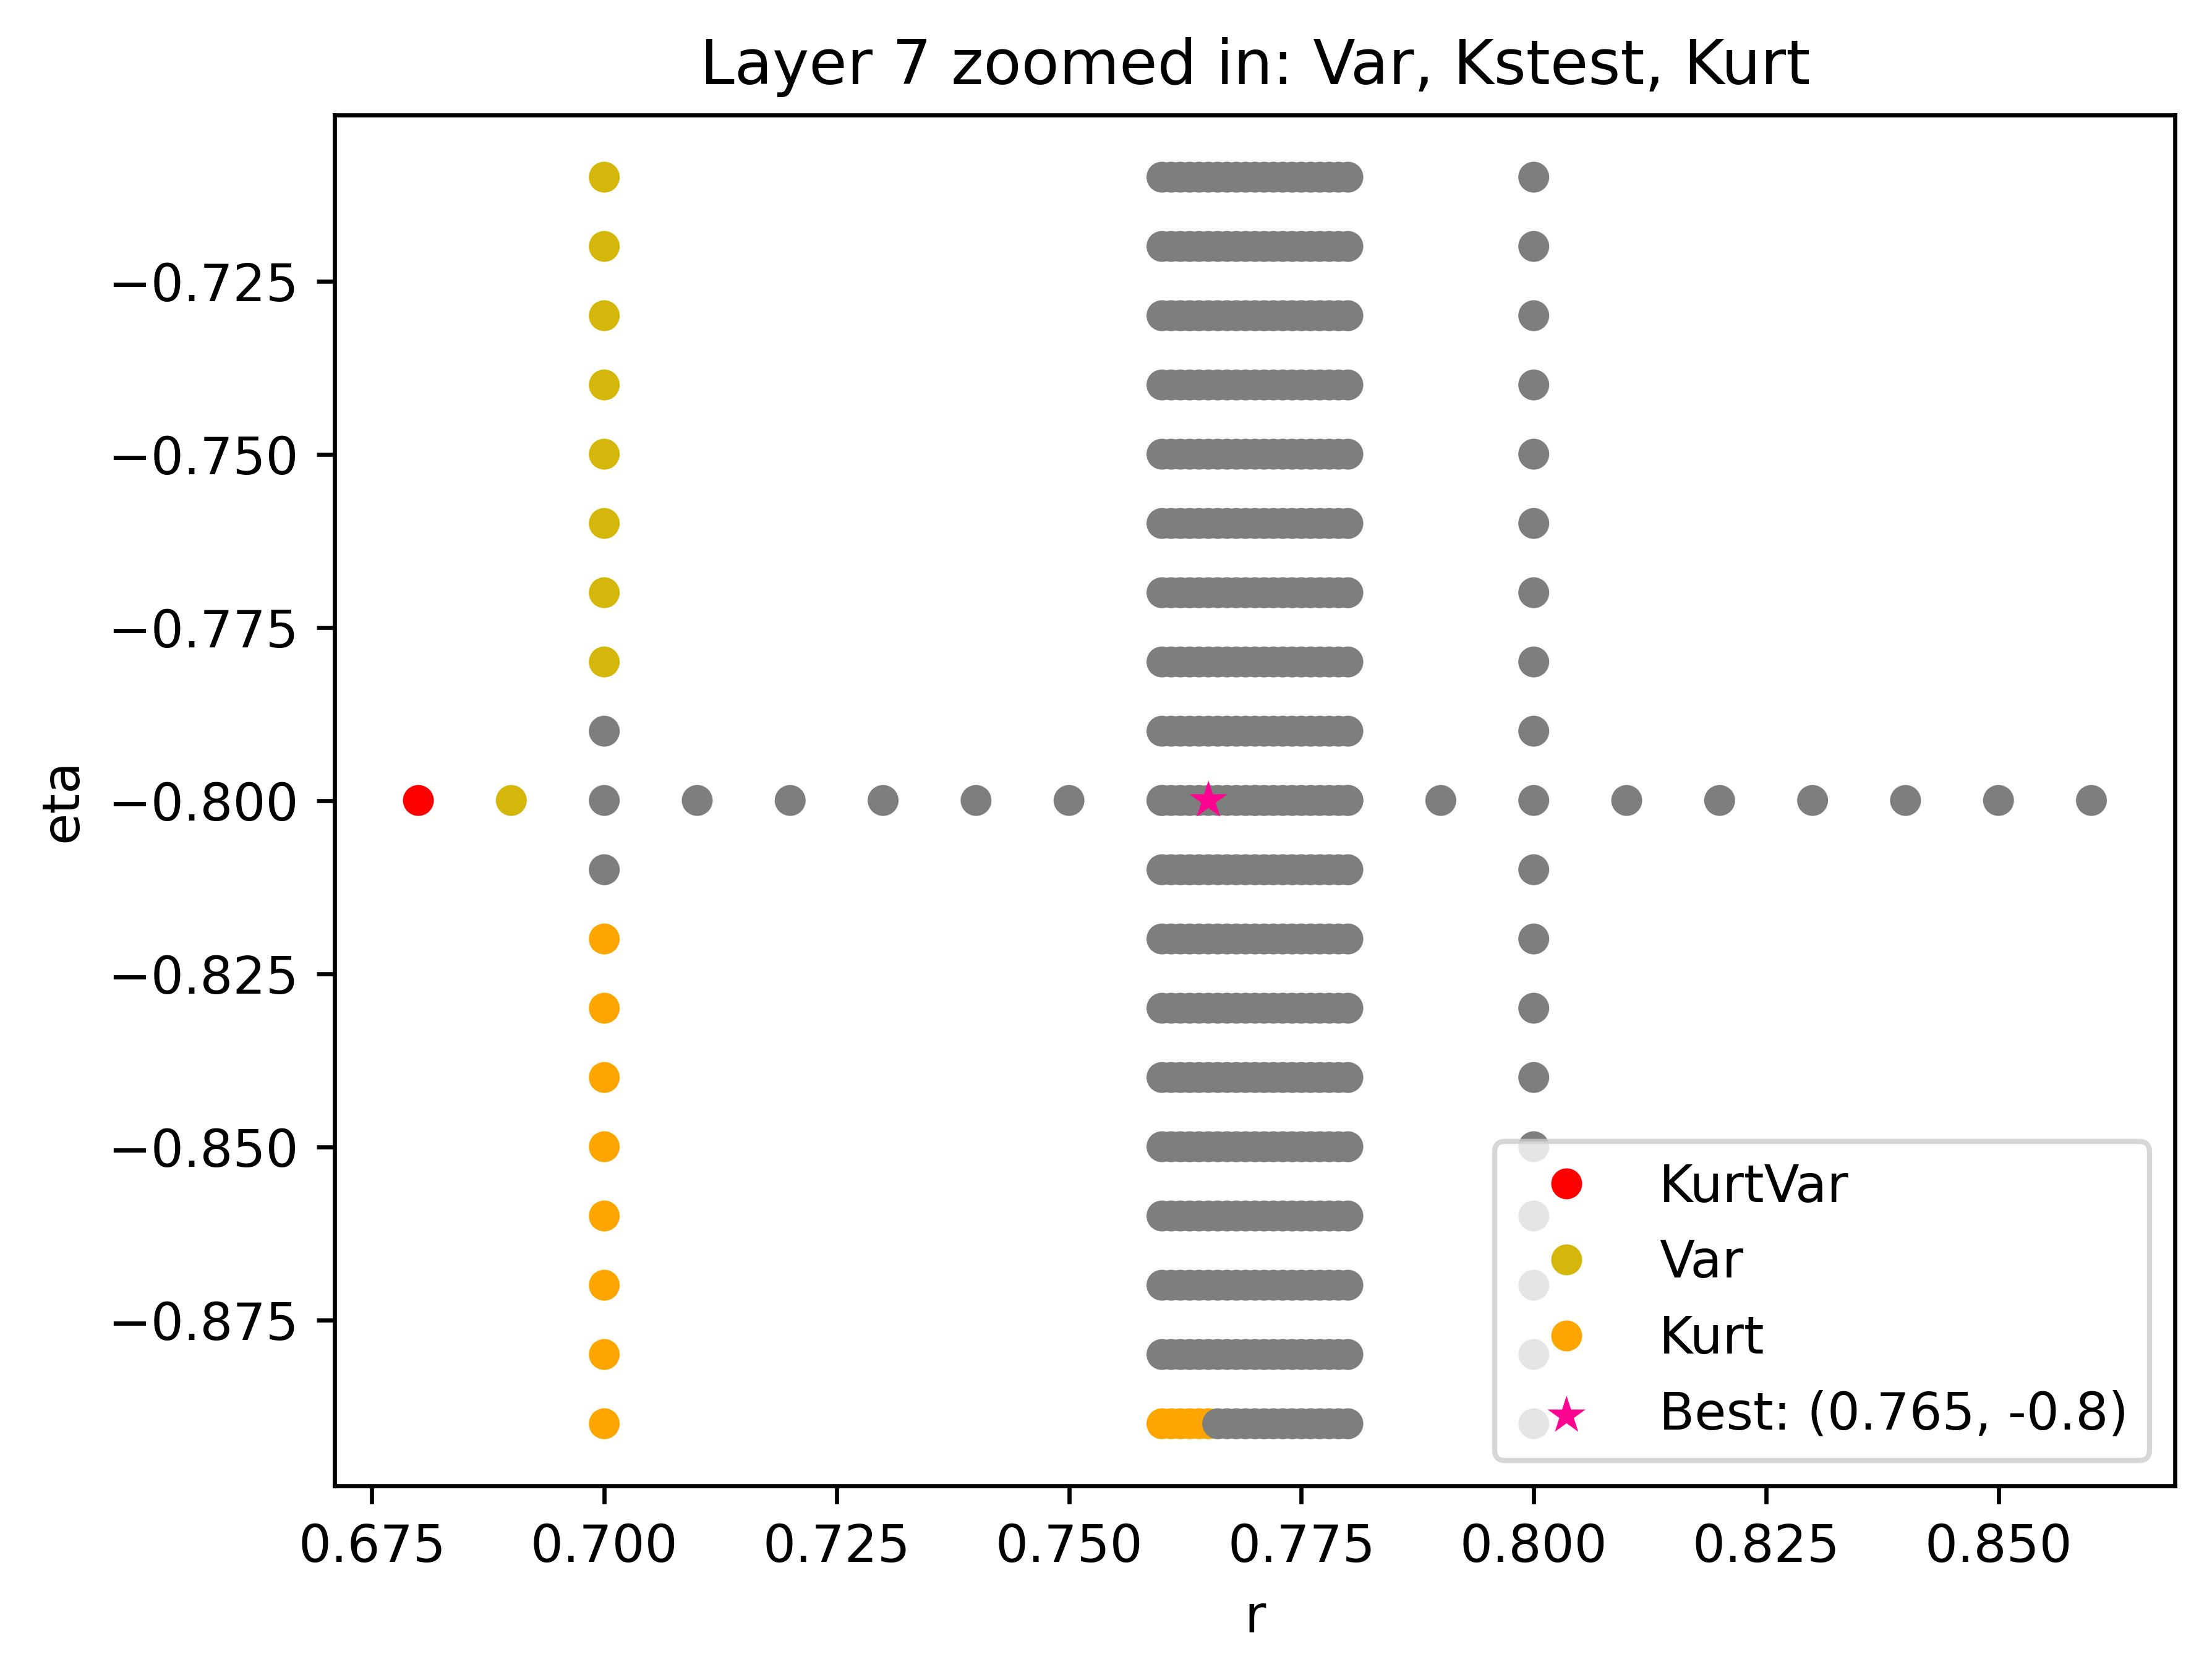 Layer 7 zoomed in: Var, Kstest, Kurt
−0.725
−0.750
−0.775
−0.800
−0.825
−0.850
−0.875
eta
KurtVar
Var
Kurt
Best: (0.765, -0.8)
0.675 0.700 0.725 0.750 0.775 0.800 0.825 0.850
r